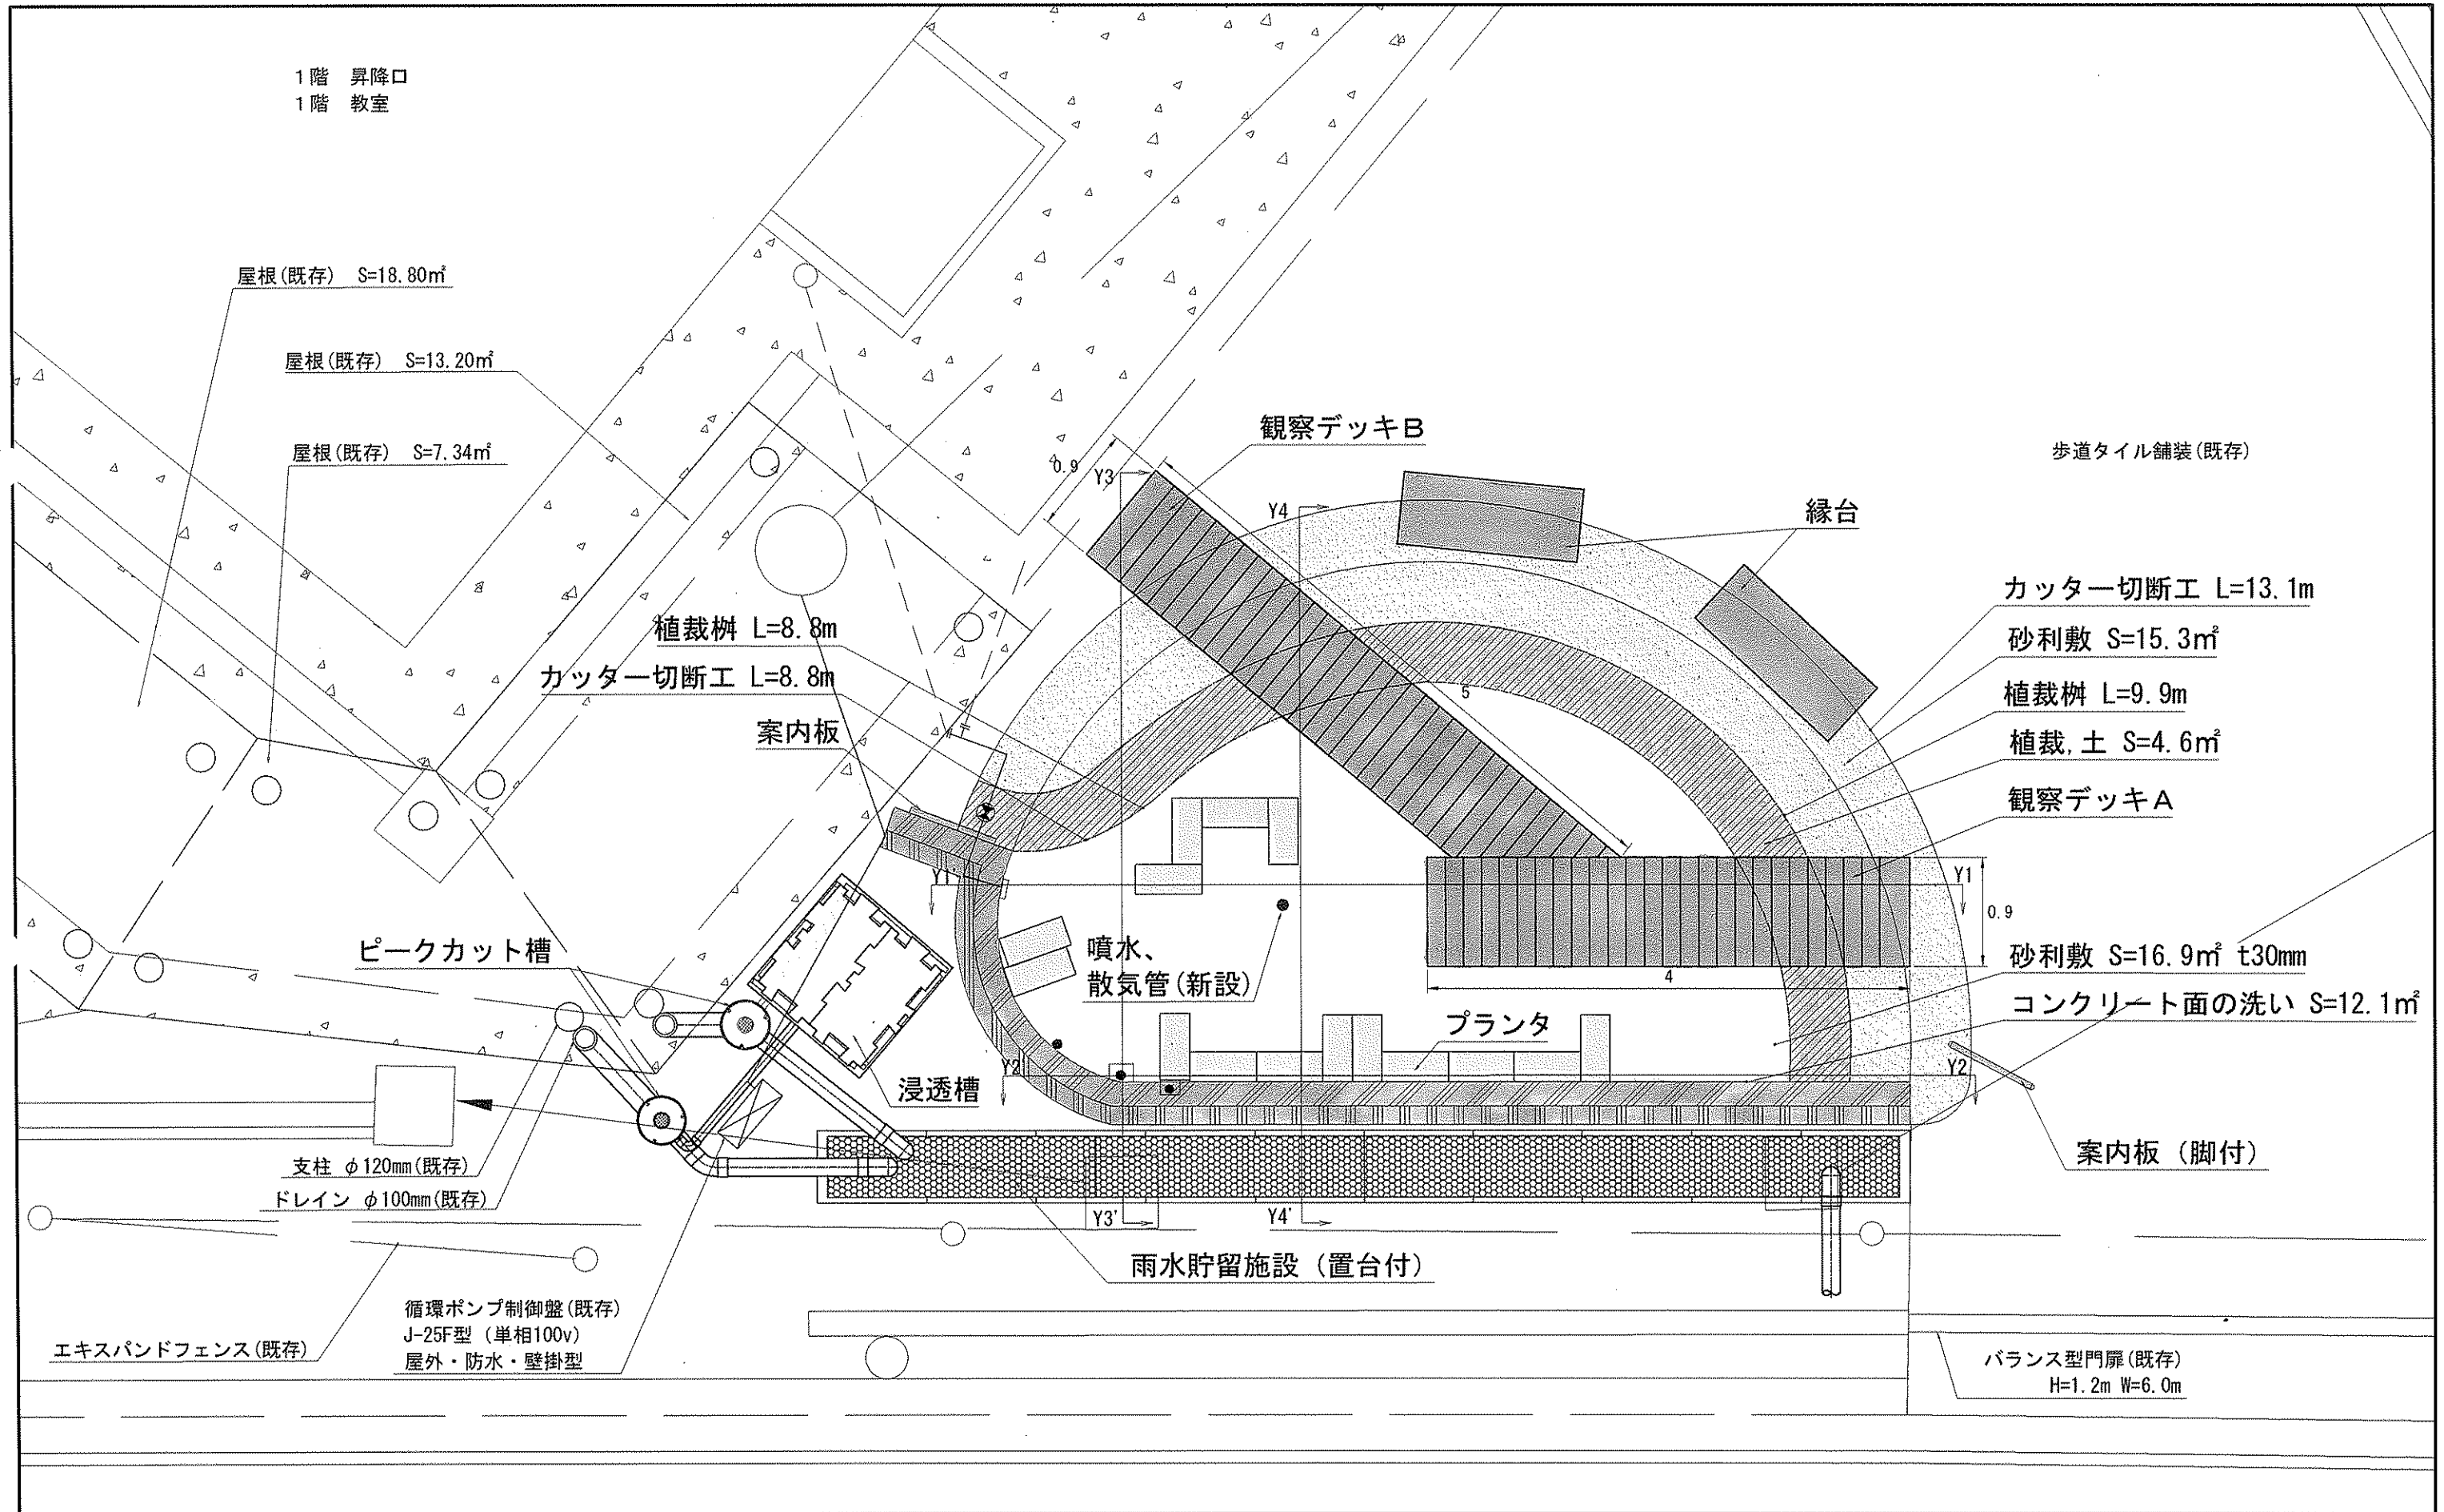 1階　昇降口
1階　教室
屋根(既存)　S=18.80㎡
屋根(既存)　S=13.20㎡
屋根(既存)　S=7.34㎡
観察デッキB
歩道タイル舗装(既存)
0.9
Y3
Y4
縁台
カッター切断工 L=13.1m
植裁桝 L=8.8m
砂利敷 S=15.3㎡
カッター切断工 L=8.8m
5
植裁桝 L=9.9m
案内板
植裁,土 S=4.6㎡
観察デッキA
Y1
Y1
0.9
ピークカット槽
噴水、
散気管(新設)
砂利敷 S=16.9㎡ t30mm
4
コンクリート面の洗い S=12.1㎡
プランタ
Y2
Y2
浸透槽
支柱 φ120mm(既存)
案内板（脚付）
ドレイン φ100mm(既存)
Y3'
Y4'
雨水貯留施設（置台付）
循環ポンプ制御盤(既存)
J-25F型（単相100v）
屋外・防水・壁掛型
エキスパンドフェンス(既存)
バランス型門扉(既存)
H=1.2m W=6.0m